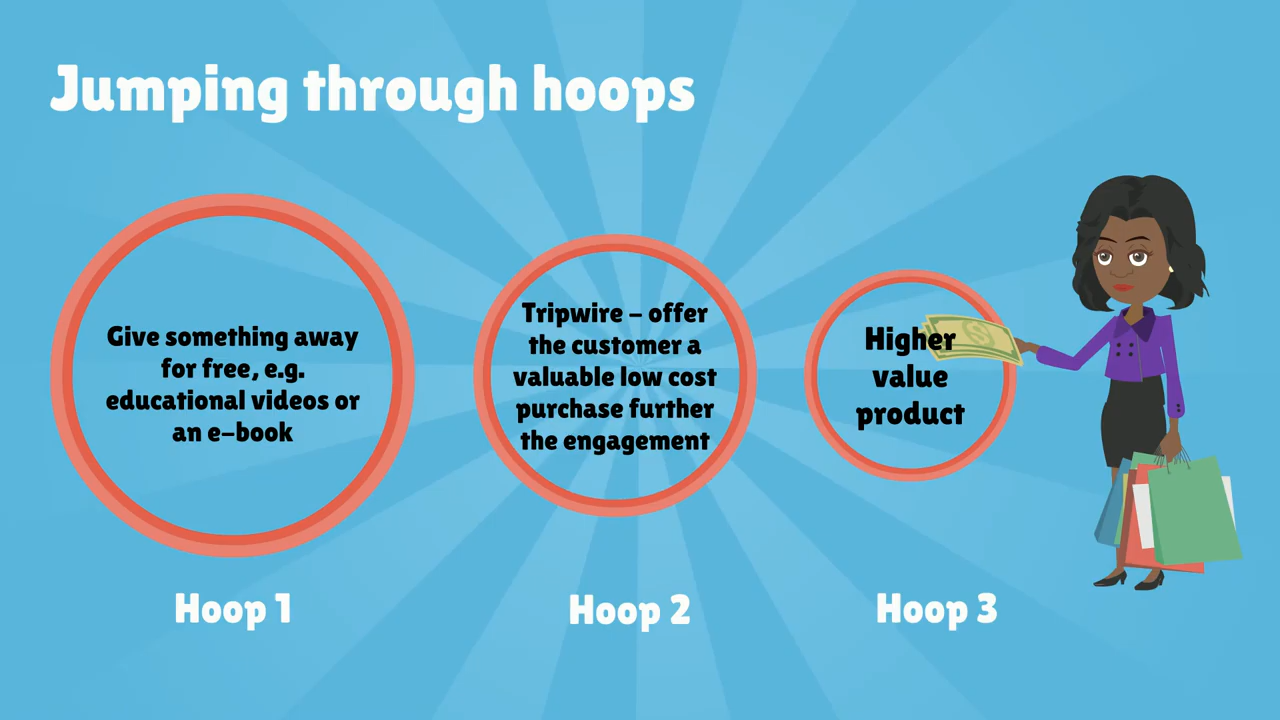 Jumping through hoops
Give something away
for free, e.g.
educational videos or
an e-book
Tripwire - offer
the customer a
valuable low cost
purchase further
the engagement
Higher
value
product
Hoop 1
Hoop 2
Hoop 3